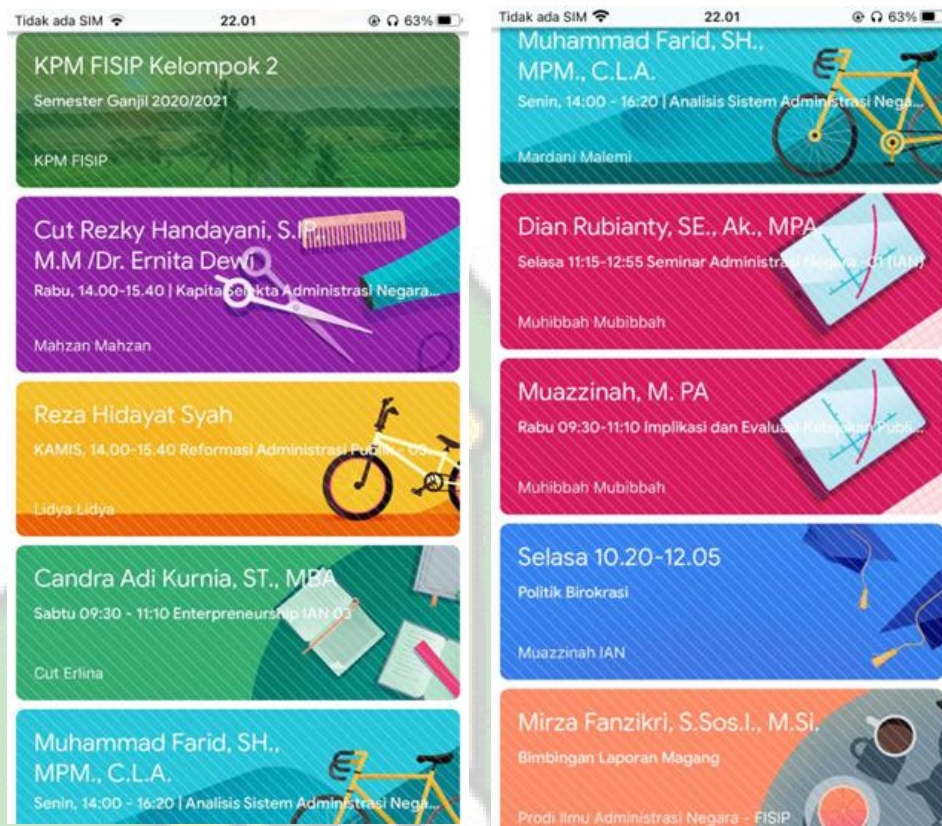 Tidak ada SIM 22.01 63%
KPM FISIP Kelompok 2
Semester Ganjil 2020/2021
KPM FISIP
Cut Rezky Handayani, S.IP,
M.M /Dr. Ernita Dewi
Rabu, 14.00-15.40 | Kapita Selekta Administrasi Negara...
Mahzan Mahzan
Reza Hidayat Syah
KAMIS, 14.00-15.40 Reformasi Administrasi Publik - 03...
Lidya Lidya
Candra Adi Kurnia, ST., MBA
Sabtu 09:30 - 11:10 Enterpreneurship IAN 03
Cut Erlina
Muhammad Farid, SH.,
MPM., C.L.A.
Senin, 14:00 - 16:20 | Analisis Sistem Administrasi Nega...
Tidak ada SIM 22.01 63%
Muhammad Farid, SH.,
MPM., C.L.A.
Senin, 14:00 - 16:20 | Analisis Sistem Administrasi Nega...
Mardani Malemi
Dian Rubianty, SE., Ak., MPA
Selasa 11:15-12:55 Seminar Administrasi Negara -C1 (IAN)
Muhibbah Mubibbah
Muazzinah, M. PA
Rabu 09:30-11:10 Implikasi dan Evaluasi Kebijakan Publi...
Muhibbah Mubibbah
Selasa 10.20-12.05
Politik Birokrasi
Muazzinah IAN
Mirza Fanzikri, S.Sos.I., M.Si.
Bimbingan Laporan Magang
Prodi Ilmu Administrasi Negara - FISIP